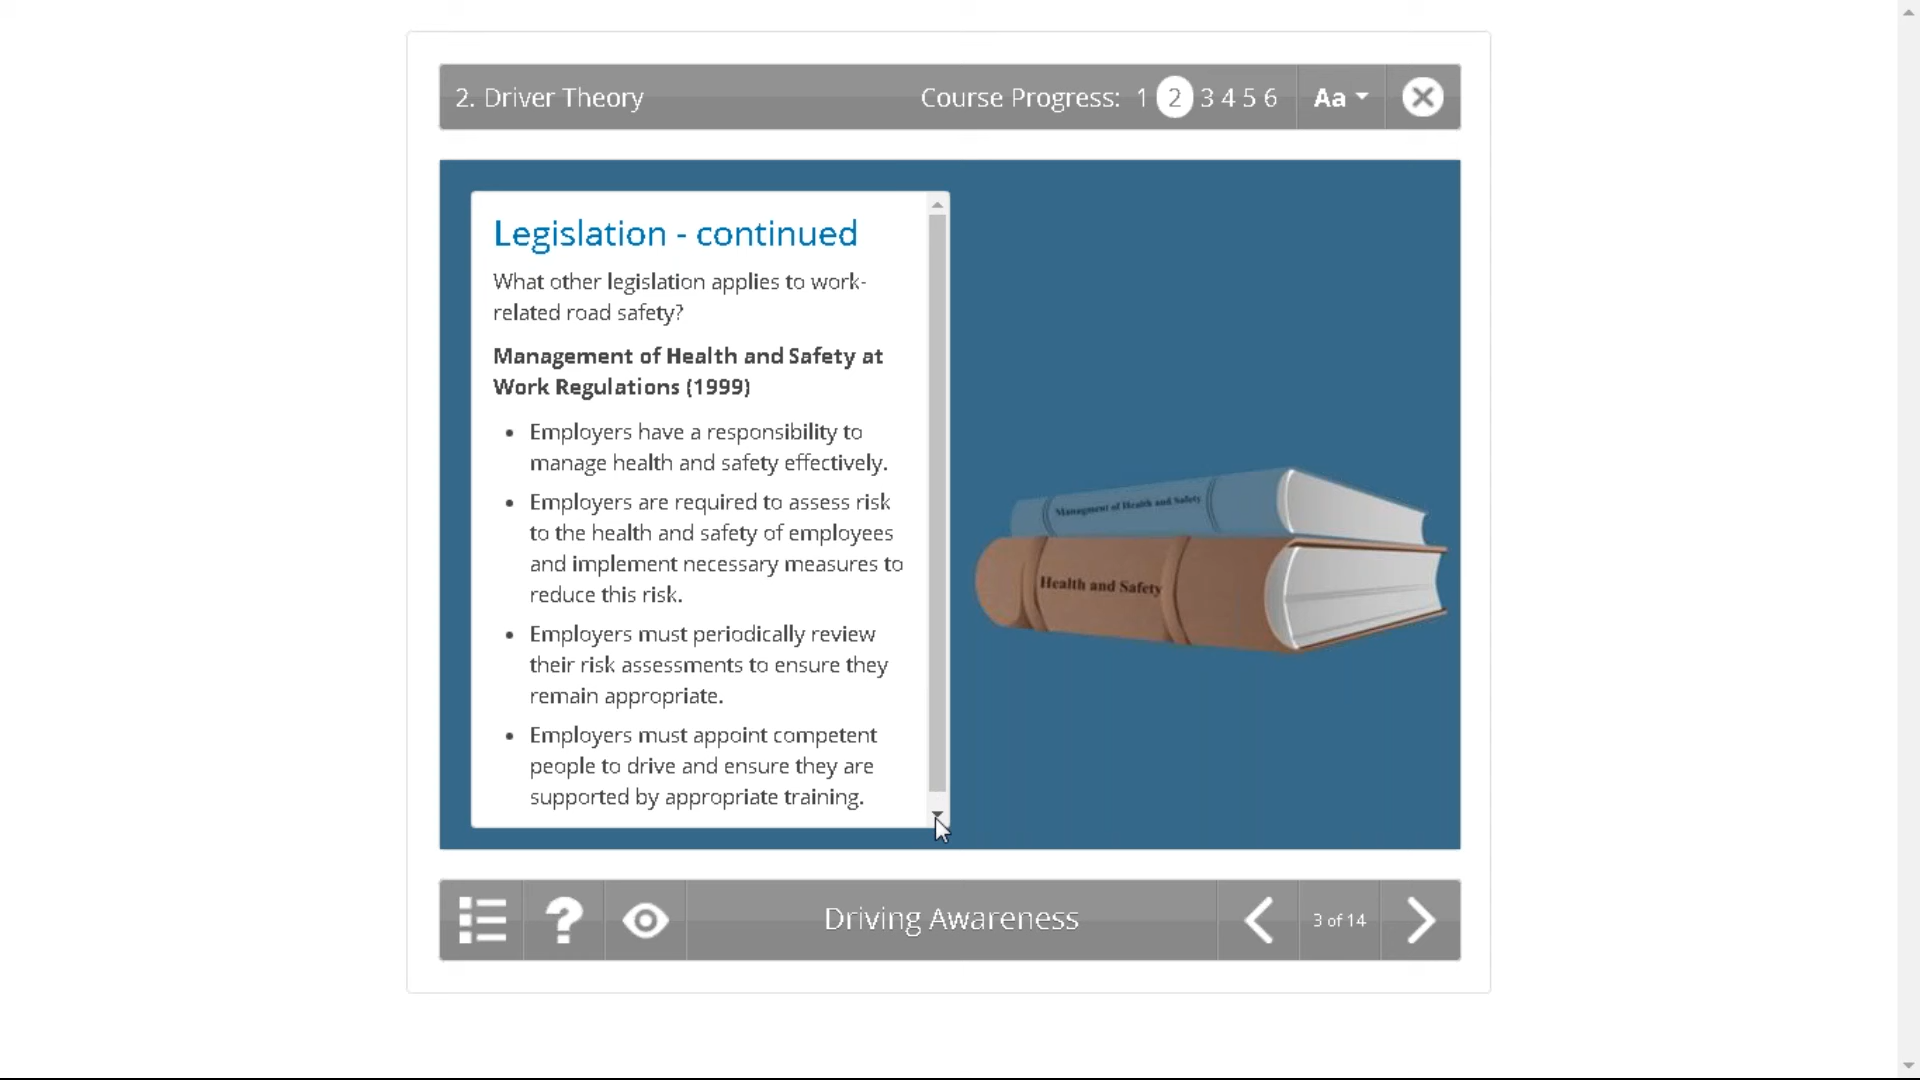 2. Driver Theory
Course Progress: 1 2 3 4 5 6
Aa
Legislation - continued
What other legislation applies to work-
related road safety?
Management of Health and Safety at
Work Regulations (1999)
• Employers have a responsibility to
manage health and safety effectively.
• Employers are required to assess risk
to the health and safety of employees
and implement necessary measures to
reduce this risk.
• Employers must periodically review
their risk assessments to ensure they
remain appropriate.
• Employers must appoint competent
people to drive and ensure they are
supported by appropriate training.
Managment of Health and Safety
Health and Safety
?
Driving Awareness
3 of 14